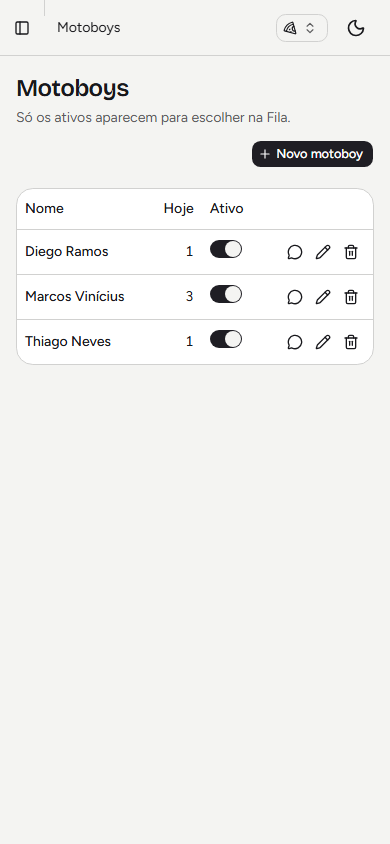 Motoboys
Motoboys
Só os ativos aparecem para escolher na Fila.
Novo motoboy
Nome Hoje Ativo
Diego Ramos 1
Marcos Vinícius 3
Thiago Neves 1